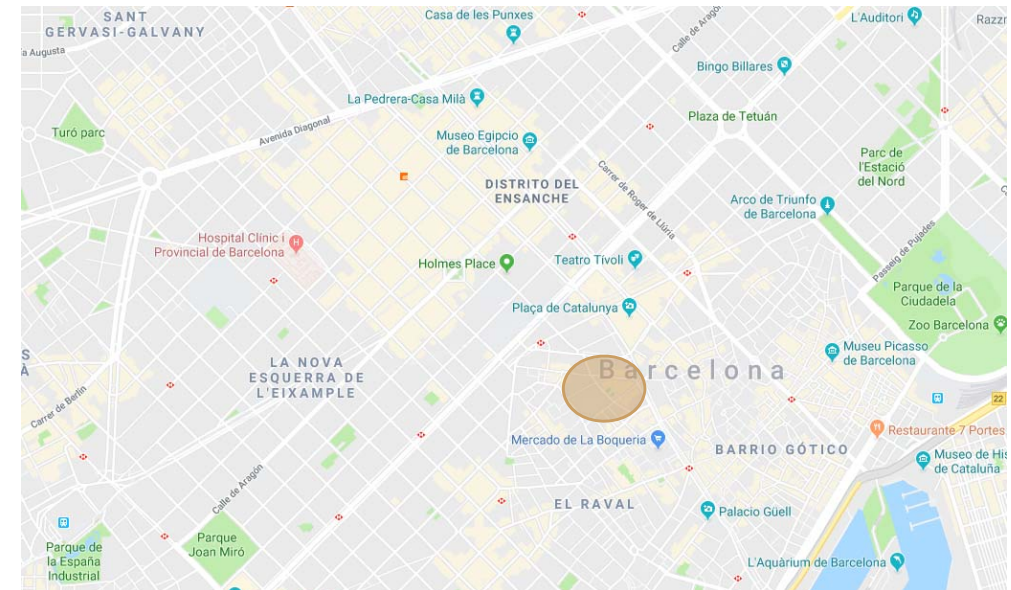 SANT
GERVASI-GALVANY
Casa de les Punxes
Calle de Aragó
L'Auditori
Razzr
a Augusta
Bingo Billares
La Pedrera-Casa Milà
Plaza de Tetuán
Avenida Diagonal
Turó parc
Museo Egipcio
de Barcelona
Parc de
l'Estació
del Nord
DISTRITO DEL
ENSANCHE
Carrer de Roger de Llúria
Arco de Triunfo
de Barcelona
Hospital Clínic i
Provincial de Barcelona
H
Holmes Place
Teatro Tívoli
Passeig de Pujades
Parque de la
Ciudadela
Plaça de Catalunya
Zoo Barcelona
Museu Picasso
de Barcelona
S
À
LA NOVA
ESQUERRA DE
L'EIXAMPLE
Barcelona
Carrer de Berlín
22
Mercado de La Boqueria
Restaurante 7 Portes
BARRIO GÓTICO
Museo de His
de Cataluña
Calle de Aragón
EL RAVAL
Palacio Güell
Parque
Joan Miró
Parque de
la España
Industrial
L'Aquàrium de Barcelona